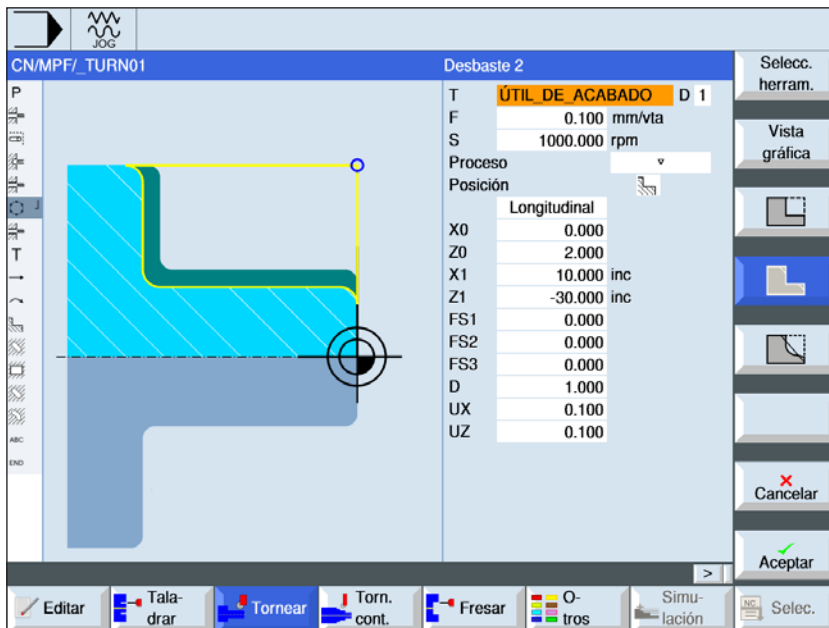 JOG
CN/MPF/_TURN01
Desbaste 2
Selecc. herram.
P
T
ABC
END
T ÚTIL_DE_ACABADO D 1
F 0.100 mm/vta
S 1000.000 rpm
Proceso
Posición
Longitudinal
X0 0.000
Z0 2.000
X1 10.000 inc
Z1 -30.000 inc
FS1 0.000
FS2 0.000
FS3 0.000
D 1.000
UX 0.100
UZ 0.100
Vista gráfica
Cancelar
Aceptar
>
Editar
Tala-
drar
Tornear
Torn.
cont.
Fresar
O-
tros
Simu-
lación
NC
Selec.